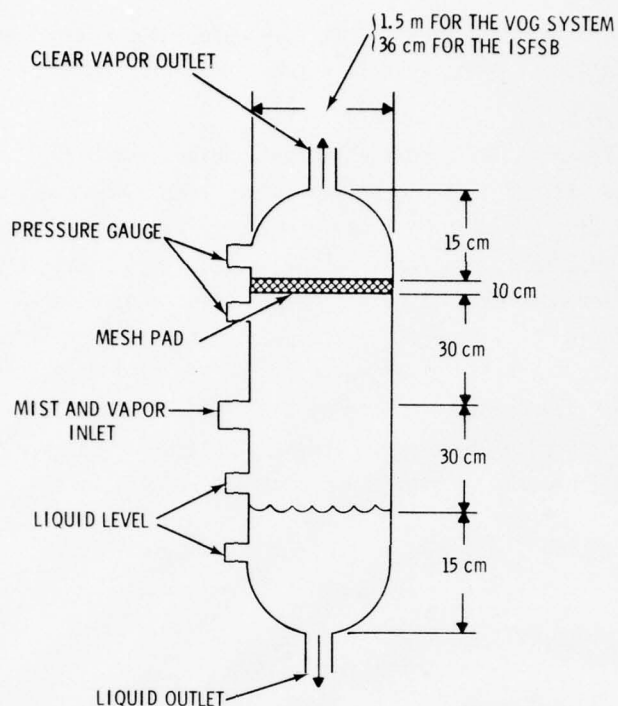 1.5 m FOR THE VOG SYSTEM
36 cm FOR THE ISFSB
CLEAR VAPOR OUTLET
PRESSURE GAUGE
15 cm
10 cm
MESH PAD
30 cm
MIST AND VAPOR
INLET
30 cm
LIQUID LEVEL
15 cm
LIQUID OUTLET